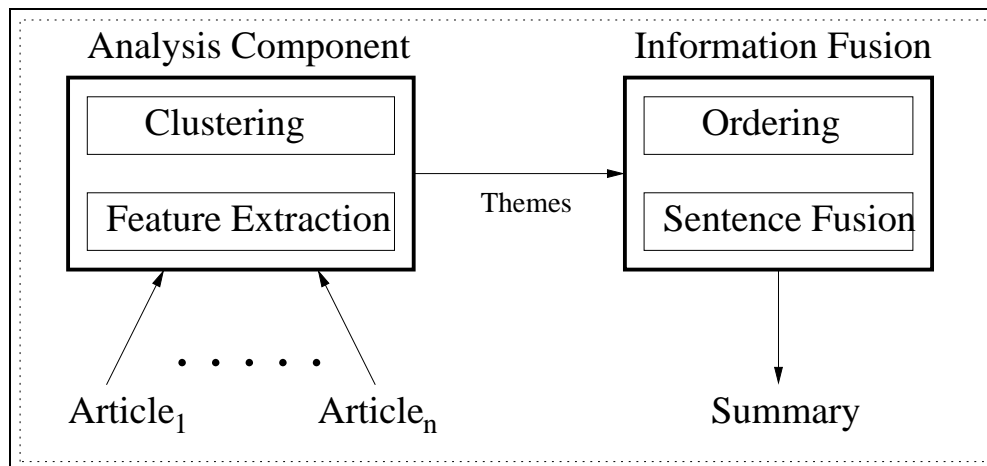 Analysis Component
Information Fusion
Clustering
Ordering
Feature Extraction
Themes
Sentence Fusion
. . . . .
Article1
Articlen
Summary